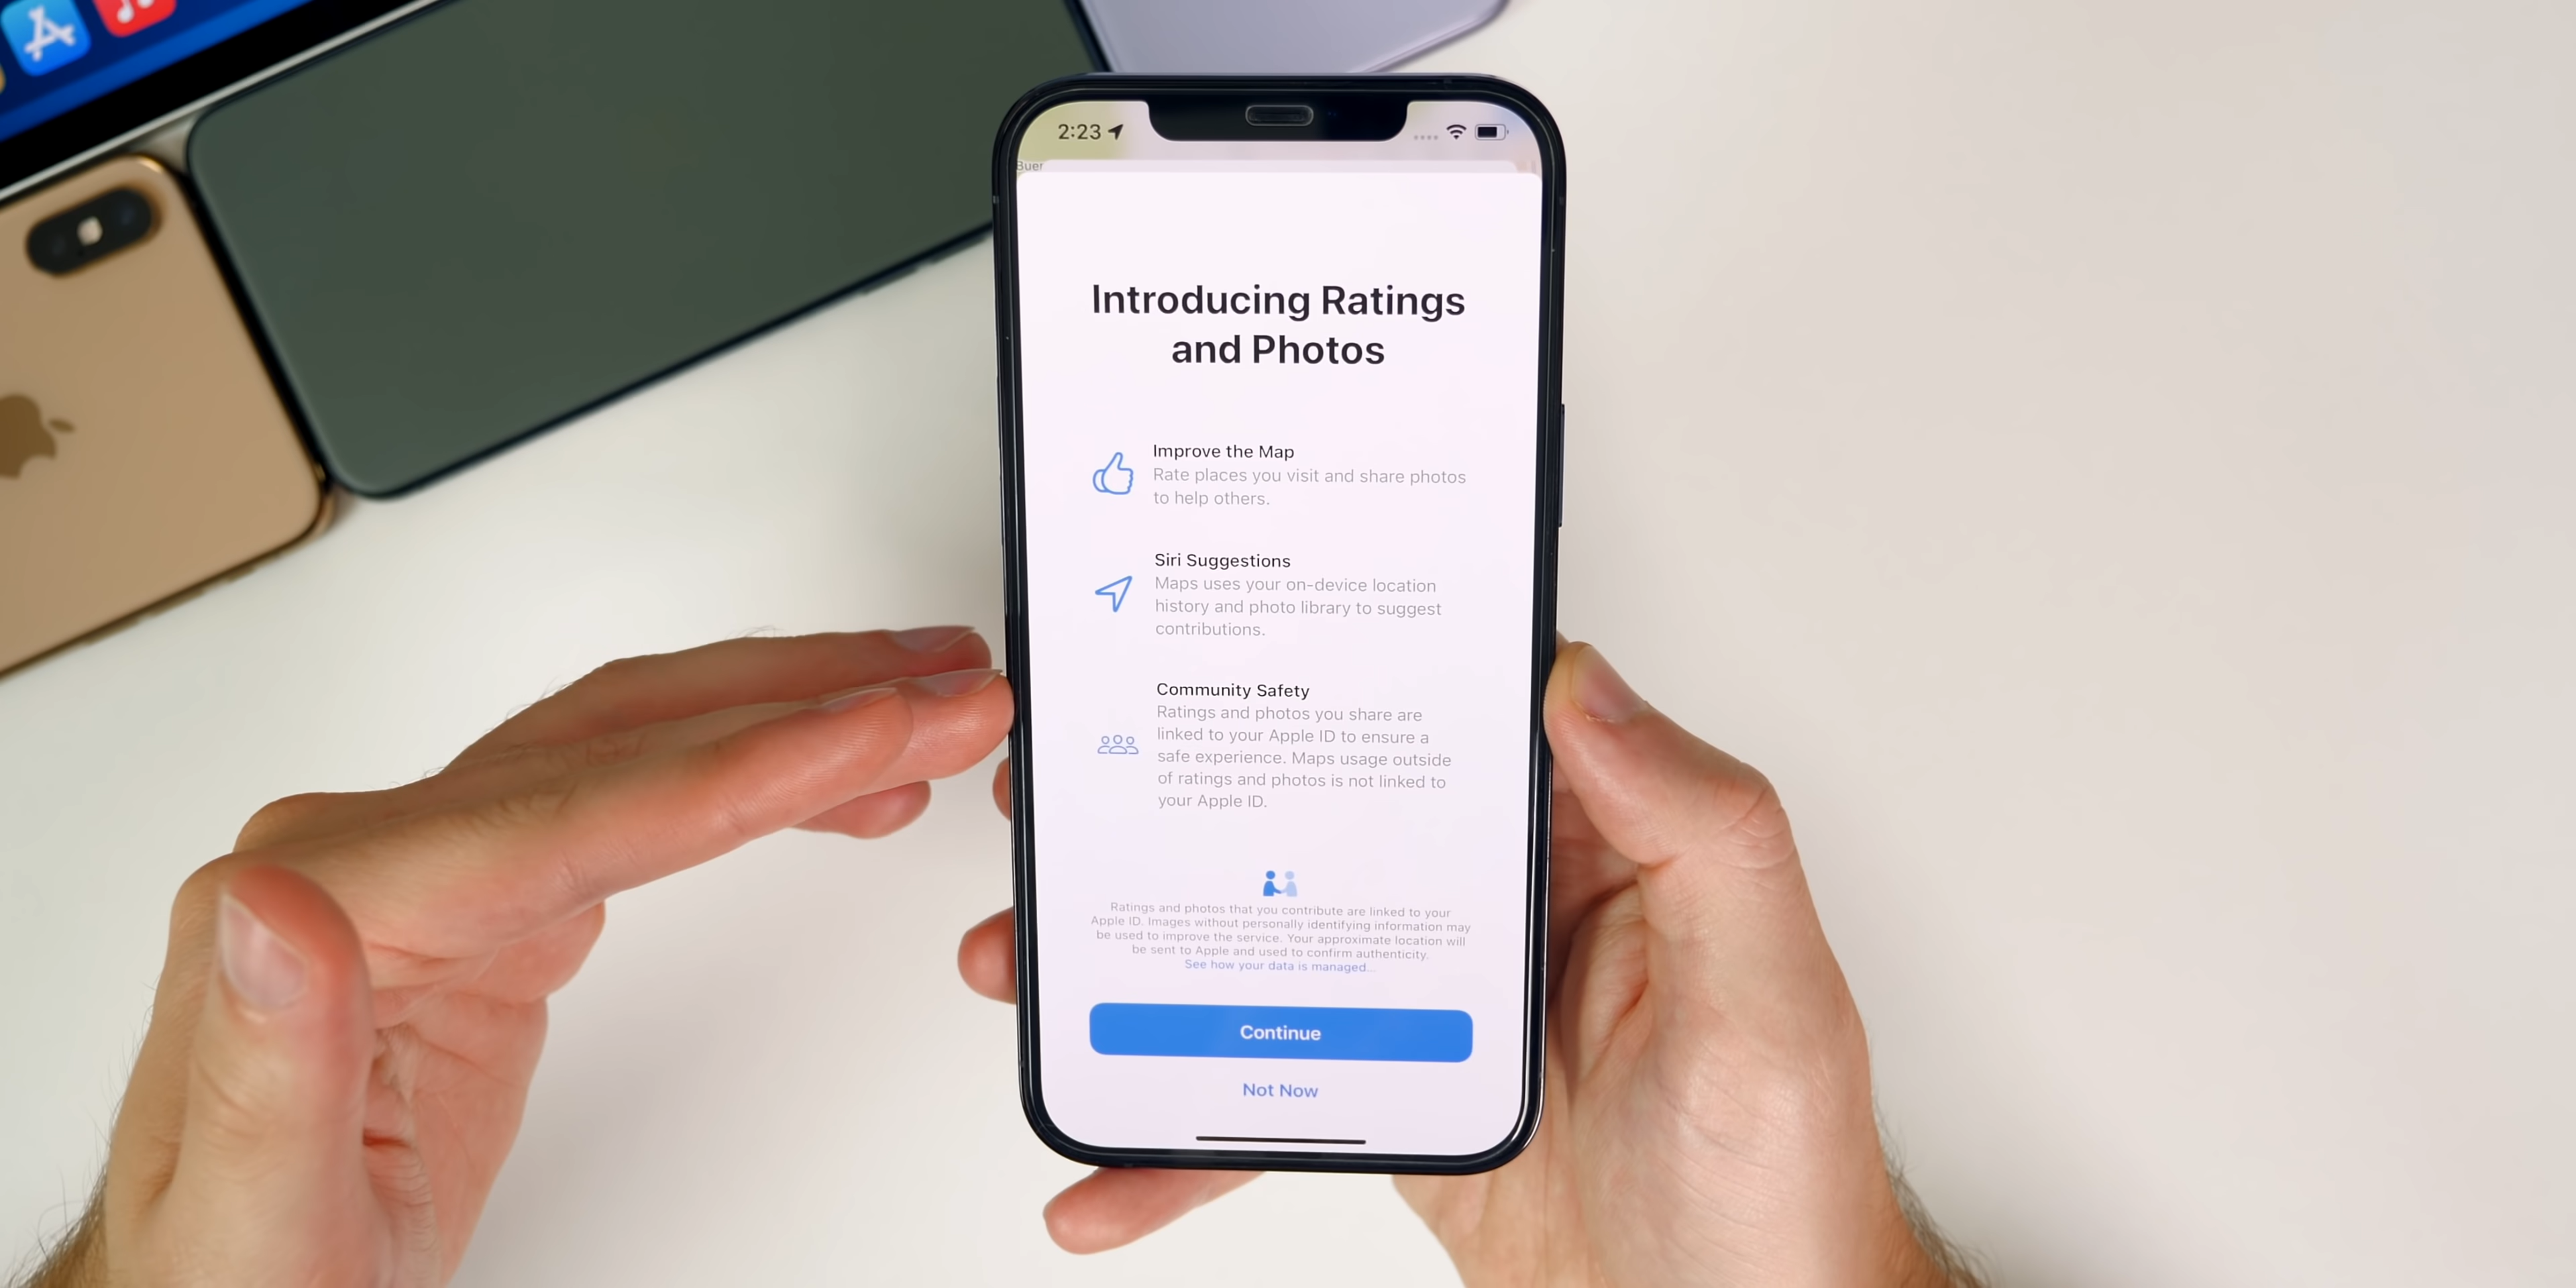 2:23
Buer
Introducing Ratings
and Photos
Improve the Map
Rate places you visit and share photos
to help others.
Siri Suggestions
Maps uses your on-device location
history and photo library to suggest
contributions.
Community Safety
Ratings and photos you share are
linked to your Apple ID to ensure a
safe experience. Maps usage outside
of ratings and photos is not linked to
your Apple ID.
Ratings and photos that you contribute are linked to your
Apple ID. Images without personally identifying information may
be used to improve the service. Your approximate location will
be sent to Apple and used to confirm authenticity.
See how your data is managed...
Continue
Not Now